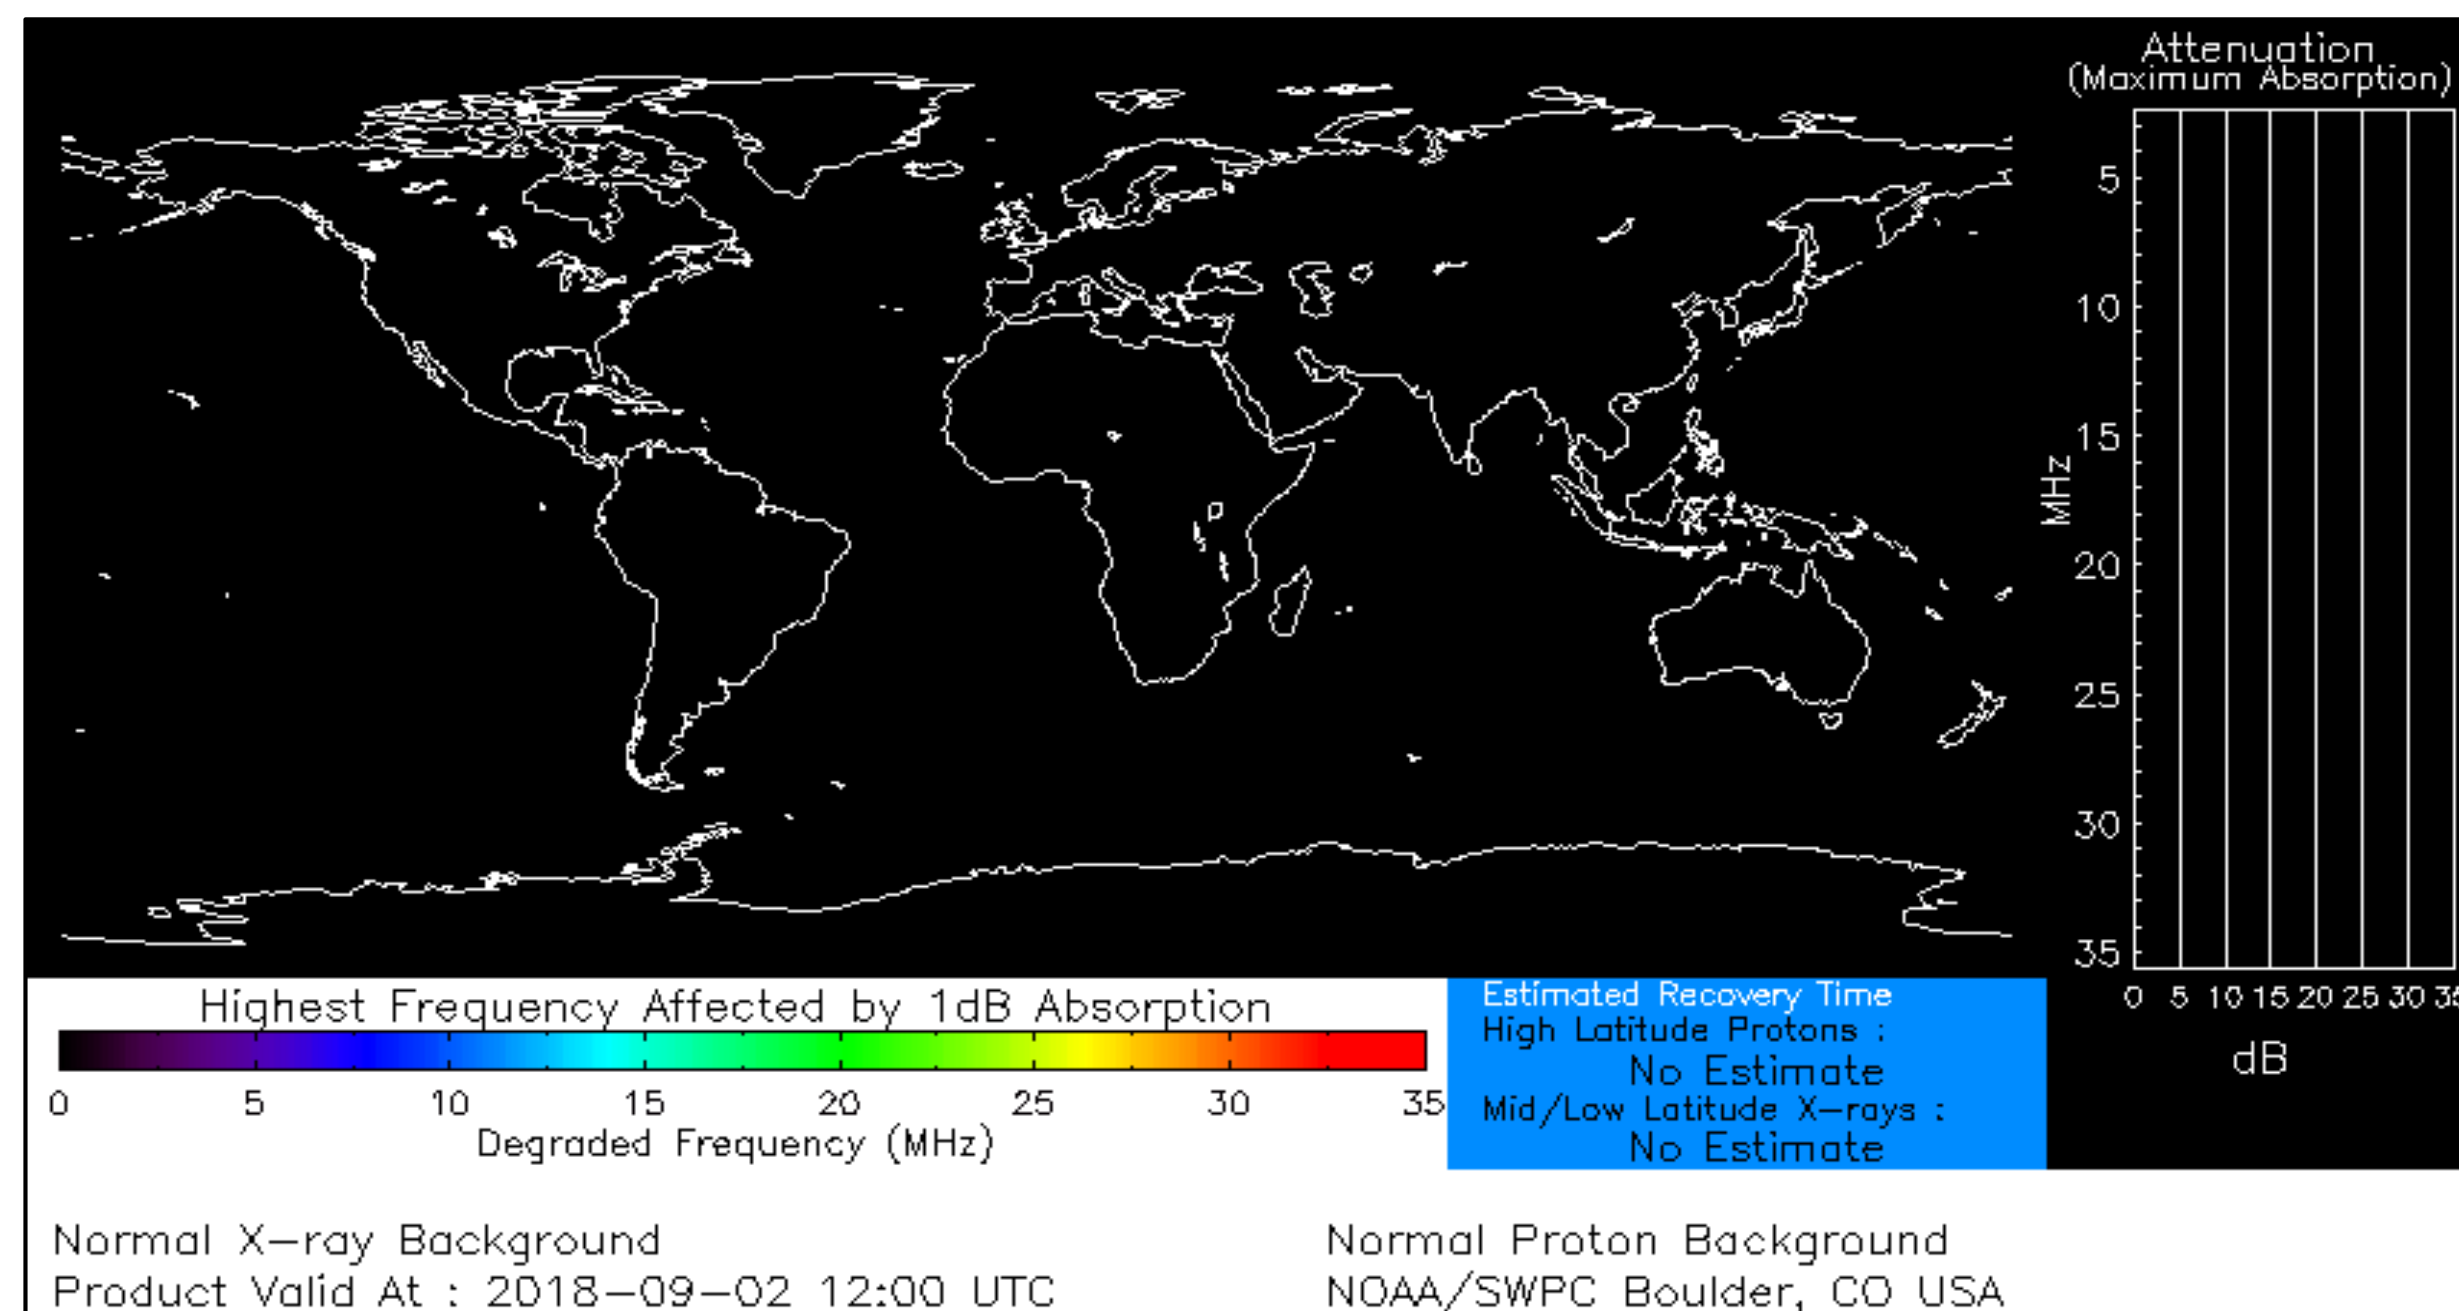 Attenuation
(Maximum Absorption)
5
10
15
20
25
30
35
MHz
0 5 10 15 20 25 30 35
dB
Highest Frequency Affected by 1dB Absorption
0 5 10 15 20 25 30 35
Degraded Frequency (MHz)
Estimated Recovery Time
High Latitude Protons :
No Estimate
Mid/Low Latitude X-rays :
No Estimate
Normal X-ray Background
Normal Proton Background
Product Valid At : 2018-09-02 12:00 UTC
NOAA/SWPC Boulder, CO USA